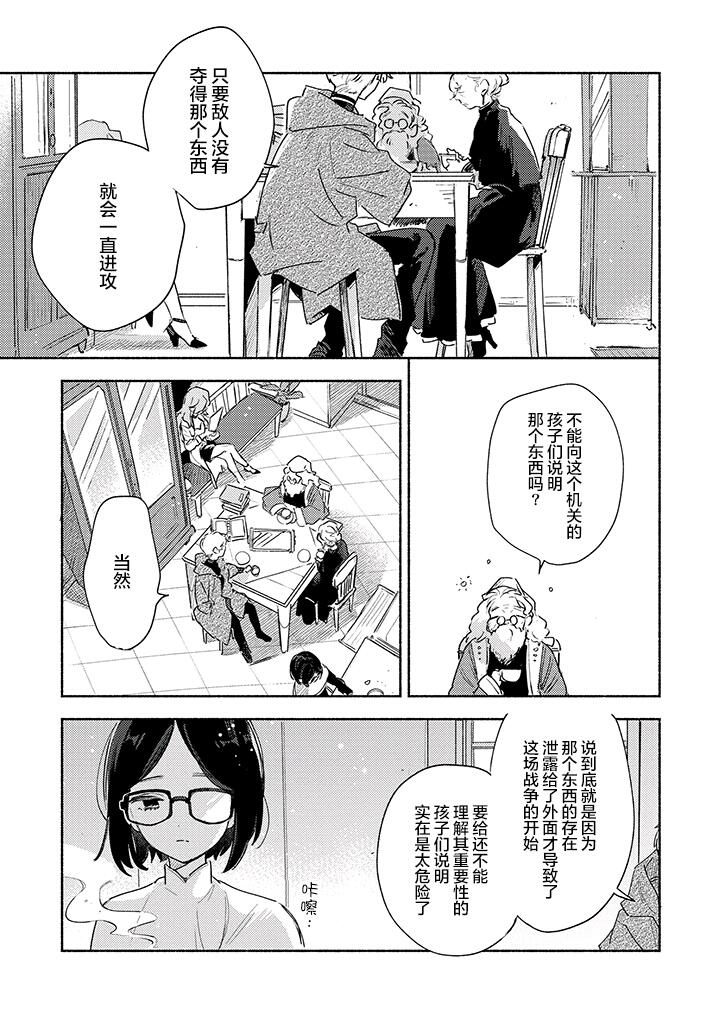 只要敌人没有
夺得那个东西
就会一直进攻
不能向这个机关的
孩子们说明
那个东西吗？
当然
说到底就是因为
那个东西的存在
泄露给了外面才导致了
这场战争的开始
要给还不能
理解其重要性的
孩子们说明
实在是太危险了
咔嚓…